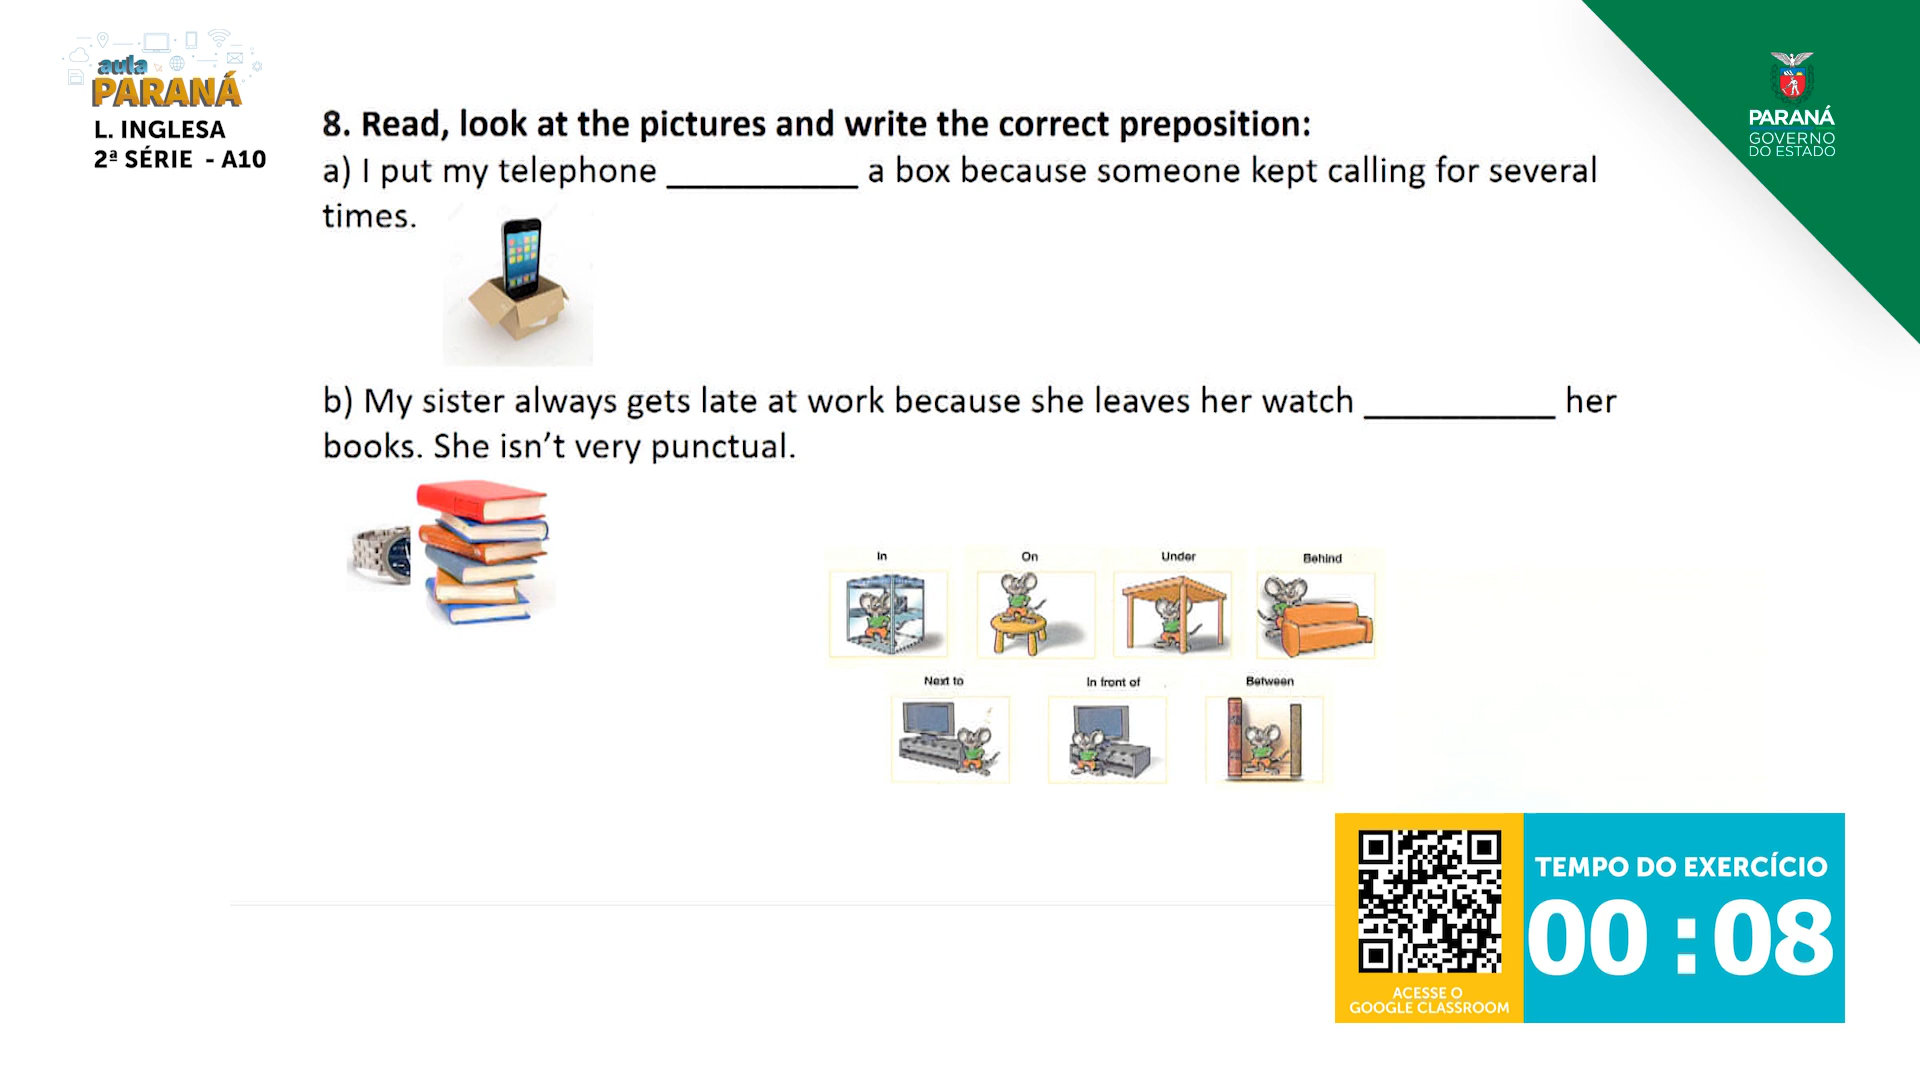 aula
PARANÁ
L. INGLESA
2ª SÉRIE - A10
PARANÁ
GOVERNO
DO ESTADO
8. Read, look at the pictures and write the correct preposition:
a) I put my telephone __________ a box because someone kept calling for several
times.
b) My sister always gets late at work because she leaves her watch __________ her
books. She isn’t very punctual.
In On Under Behind
Next to In front of Between
TEMPO DO EXERCÍCIO
00:08
ACESSE O
GOOGLE CLASSROOM